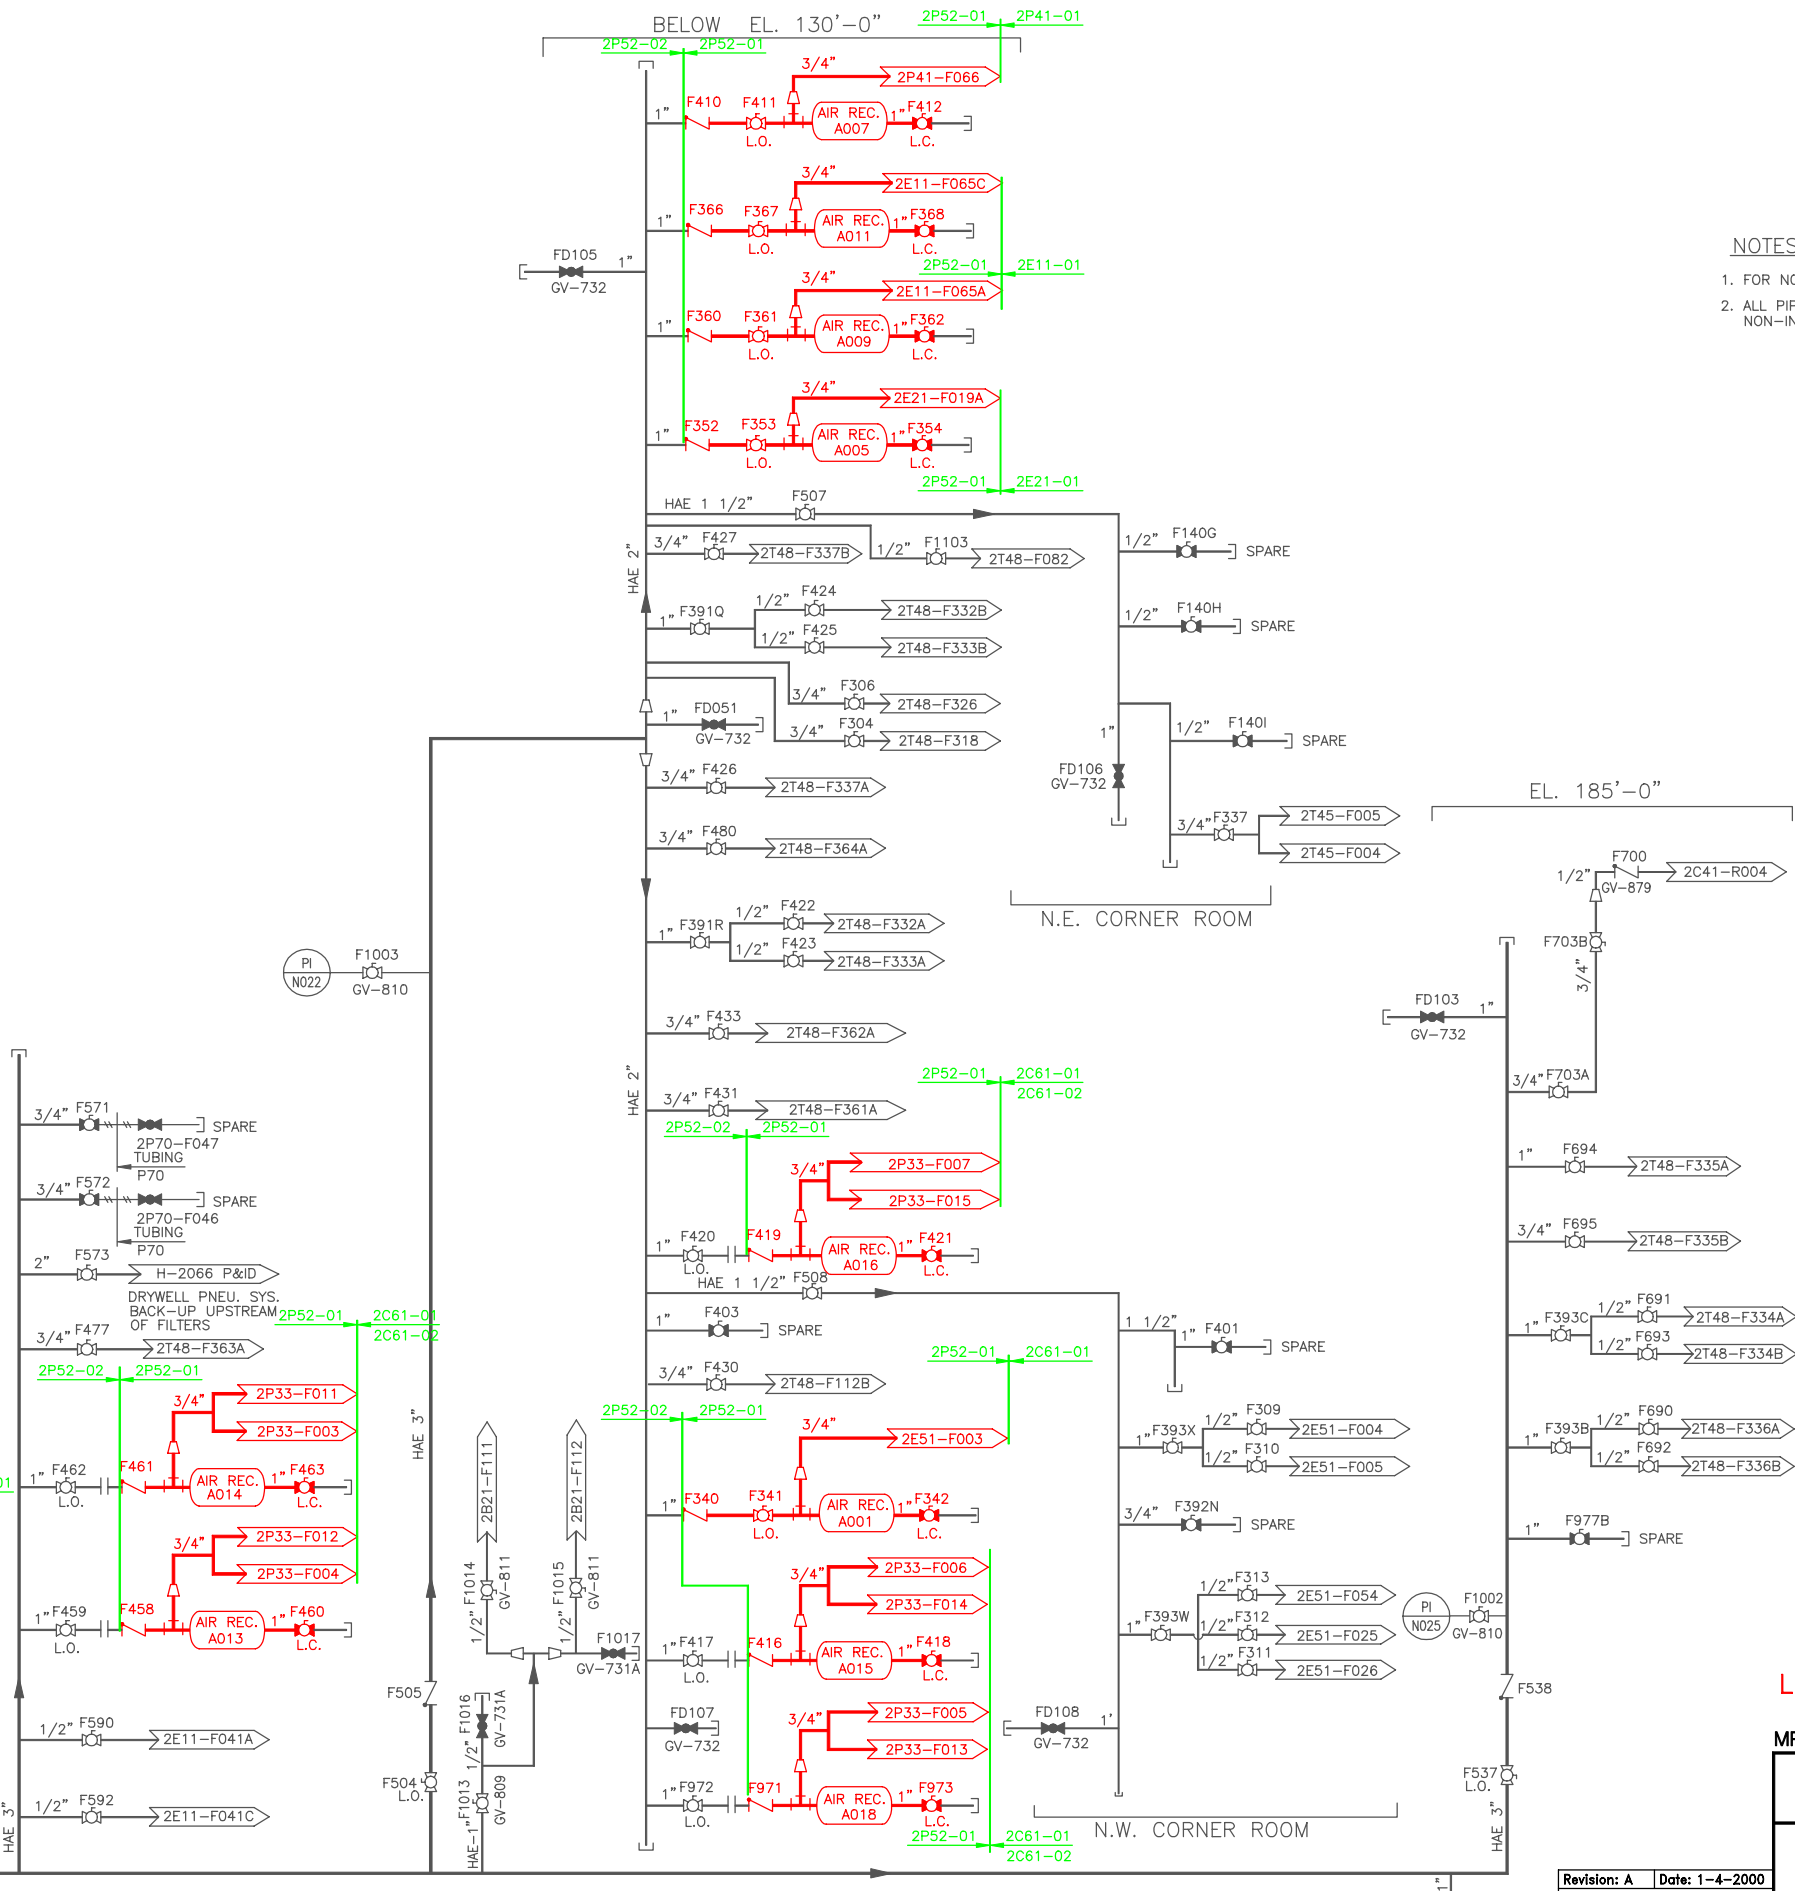 BELOW EL. 130'-0"
2P52-01 2P41-01
2P52-02 2P52-01
3/4" 2P41-F066
1" F410 F411 L.O. AIR REC. A007 1" F412 L.C.
3/4" 2E11-F065C
1" F366 F367 L.O. AIR REC. A011 1" F368 L.C.
FD105 1"
GV-732
2P52-01 2E11-01
3/4" 2E11-F065A
1" F360 F361 L.O. AIR REC. A009 1" F362 L.C.
3/4" 2E21-F019A
1" F352 F353 L.O. AIR REC. A005 1" F354 L.C.
2P52-01 2E21-01
NOTES
1. FOR NO
2. ALL PIP
NON-IN
HAE 1 1/2" F507
HAE 2"
3/4" F427 2T48-F337B
1/2" F1103 2T48-F082
1/2" F140G SPARE
1" F391Q
1/2" F424 2T48-F332B
1/2" F425 2T48-F333B
1/2" F140H SPARE
3/4" F306 2T48-F326
1" FD051
GV-732
3/4" F304 2T48-F318
1/2" F140I SPARE
1"
FD106
GV-732
3/4" F426 2T48-F337A
3/4" F480 2T48-F364A
3/4" F337
2T45-F005
2T45-F004
N.E. CORNER ROOM
EL. 185'-0"
F700
1/2" 2C41-R004
GV-879
F703B
3/4"
FD103 1"
GV-732
3/4" F703A
1" F391R
1/2" F422 2T48-F332A
1/2" F423 2T48-F333A
PI N022 F1003
GV-810
3/4" F433 2T48-F362A
HAE 2"
3/4" F431 2T48-F361A
2P52-01 2C61-01
2C61-02
2P52-02 2P52-01
3/4" 2P33-F007
2P33-F015
1" F420 L.O. F419 AIR REC. A016 1" F421 L.C.
HAE 1 1/2" F508
1" F403 SPARE
3/4" F430 2T48-F112B
2P52-01 2C61-01
2P52-02 2P52-01
3/4" 2E51-F003
1" F340 F341 L.O. AIR REC. A001 1" F342 L.C.
3/4" 2P33-F006
2P33-F014
1" F417 L.O. F416 AIR REC. A015 1" F418 L.C.
FD107
GV-732
3/4" 2P33-F005
2P33-F013
1" F972 L.O. F971 AIR REC. A018 1" F973 L.C.
2P52-01 2C61-01
2C61-02
3/4" F571 SPARE
2P70-F047
TUBING
P70
3/4" F572 SPARE
2P70-F046
TUBING
P70
2" F573 H-2066 P&ID
DRYWELL PNEU. SYS.
BACK-UP UPSTREAM
OF FILTERS
2P52-01 2C61-01
2C61-02
3/4" F477 2T48-F363A
2P52-02 2P52-01
3/4" 2P33-F011
2P33-F003
01
1" F462 L.O. F461 AIR REC. A014 1" F463 L.C.
3/4" 2P33-F012
2P33-F004
1" F459 L.O. F458 AIR REC. A013 1" F460 L.C.
1/2" F590 2E11-F041A
1/2" F592 2E11-F041C
HAE 3"
HAE 3"
F505
F504
L.O.
2B21-F111
2B21-F112
1/2" F1014
GV-811
1/2" F1015
GV-811
F1017
GV-731A
1/2" F1016
GV-731A
HAE-1" F1013
GV-809
1 1/2"
1" F401 SPARE
1" F393X
1/2" F309 2E51-F004
1/2" F310 2E51-F005
3/4" F392N SPARE
1" F393W
1/2" F313 2E51-F054
1/2" F312 2E51-F025
1/2" F311 2E51-F026
FD108 1'
GV-732
N.W. CORNER ROOM
1" F694 2T48-F335A
3/4" F695 2T48-F335B
1" F393C
1/2" F691 2T48-F334A
1/2" F693 2T48-F334B
1" F393B
1/2" F690 2T48-F336A
1/2" F692 2T48-F336B
1" F977B SPARE
PI N025 F1002
GV-810
F538
F537
L.O.
HAE 3"
1"
L
MP
Revision: A Date: 1-4-2000